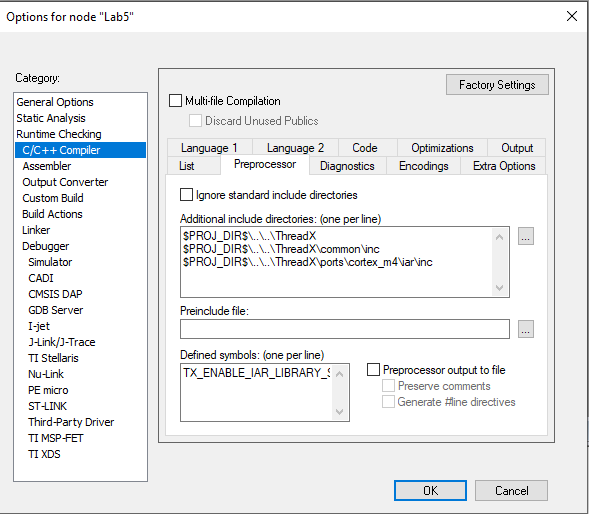 Options for node "Lab5"
Category:
General Options
Static Analysis
Runtime Checking
C/C++ Compiler
Assembler
Output Converter
Custom Build
Build Actions
Linker
Debugger
Simulator
CADI
CMSIS DAP
GDB Server
I-jet
J-Link/J-Trace
TI Stellaris
Nu-Link
PE micro
ST-LINK
Third-Party Driver
TI MSP-FET
TI XDS
Factory Settings
Multi-file Compilation
Discard Unused Publics
Language 1 Language 2 Code Optimizations Output
List Preprocessor Diagnostics Encodings Extra Options
Ignore standard include directories
Additional include directories: (one per line)
$PROJ_DIR$\..\..\ThreadX
$PROJ_DIR$\..\..\ThreadX\common\inc
$PROJ_DIR$\..\..\ThreadX\ports\cortex_m4\iar\inc
...
Preinclude file:
...
Defined symbols: (one per line)
TX_ENABLE_IAR_LIBRARY_S
Preprocessor output to file
Preserve comments
Generate #line directives
OK Cancel